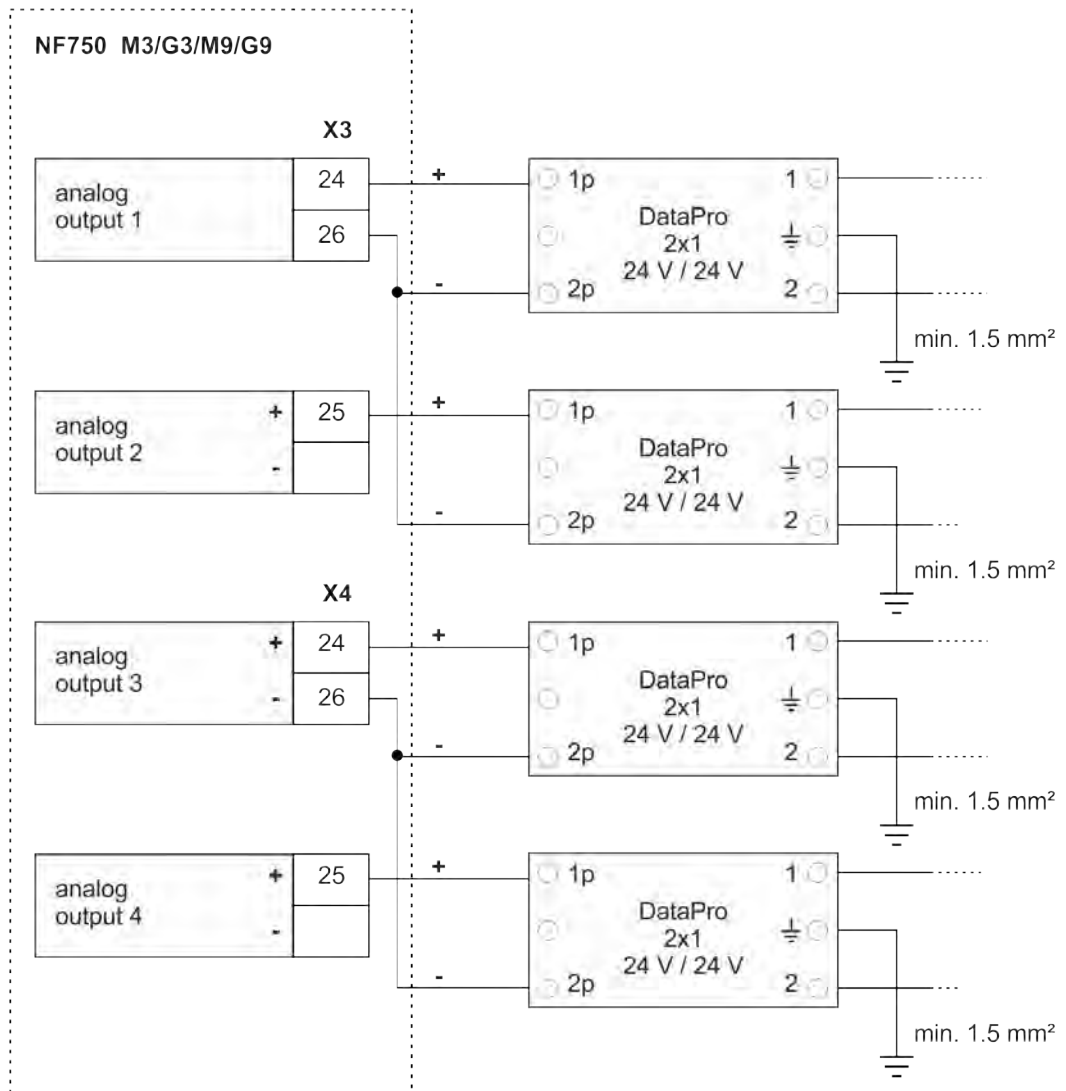 NF750 M3/G3/M9/G9
X3
analog
output 1
24
26
+
-
1p
2p
DataPro
2x1
24 V / 24 V
1
2
min. 1.5 mm²
analog
output 2
+
-
25
+
-
1p
2p
DataPro
2x1
24 V / 24 V
1
2
min. 1.5 mm²
X4
analog
output 3
+
-
24
26
+
-
1p
2p
DataPro
2x1
24 V / 24 V
1
2
min. 1.5 mm²
analog
output 4
+
-
25
+
-
1p
2p
DataPro
2x1
24 V / 24 V
1
2
min. 1.5 mm²